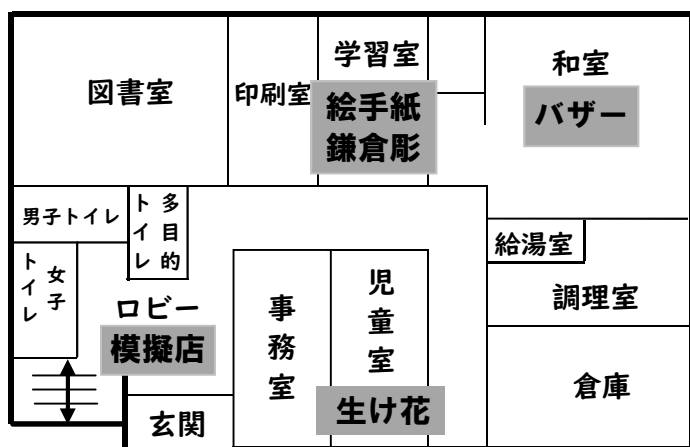 図書室
印刷室
学習室
絵手紙
鎌倉彫
和室
バザー
男子トイレ
多目的
トイレ
女子
トイレ
給湯室
調理室
ロビー
模擬店
事務室
児童室
生け花
倉庫
玄関